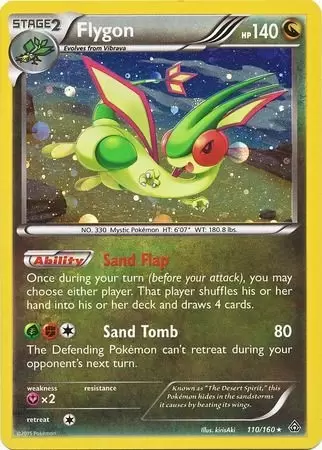 STAGE2 Flygon HP140
Evolves from Vibrava
NO. 330 Mystic Pokémon HT: 6'07" WT: 180.8 lbs.
Ability Sand Flap
Once during your turn (before your attack), you may
choose either player. That player shuffles his or her
hand into his or her deck and draws 4 cards.
Sand Tomb 80
The Defending Pokémon can't retreat during your
opponent's next turn.
weakness resistance
×2
retreat
Known as "The Desert Spirit," this
Pokémon hides in the sandstorms
it causes by beating its wings.
©2015 Pokémon
Illus. kirisAki
110/160 ★